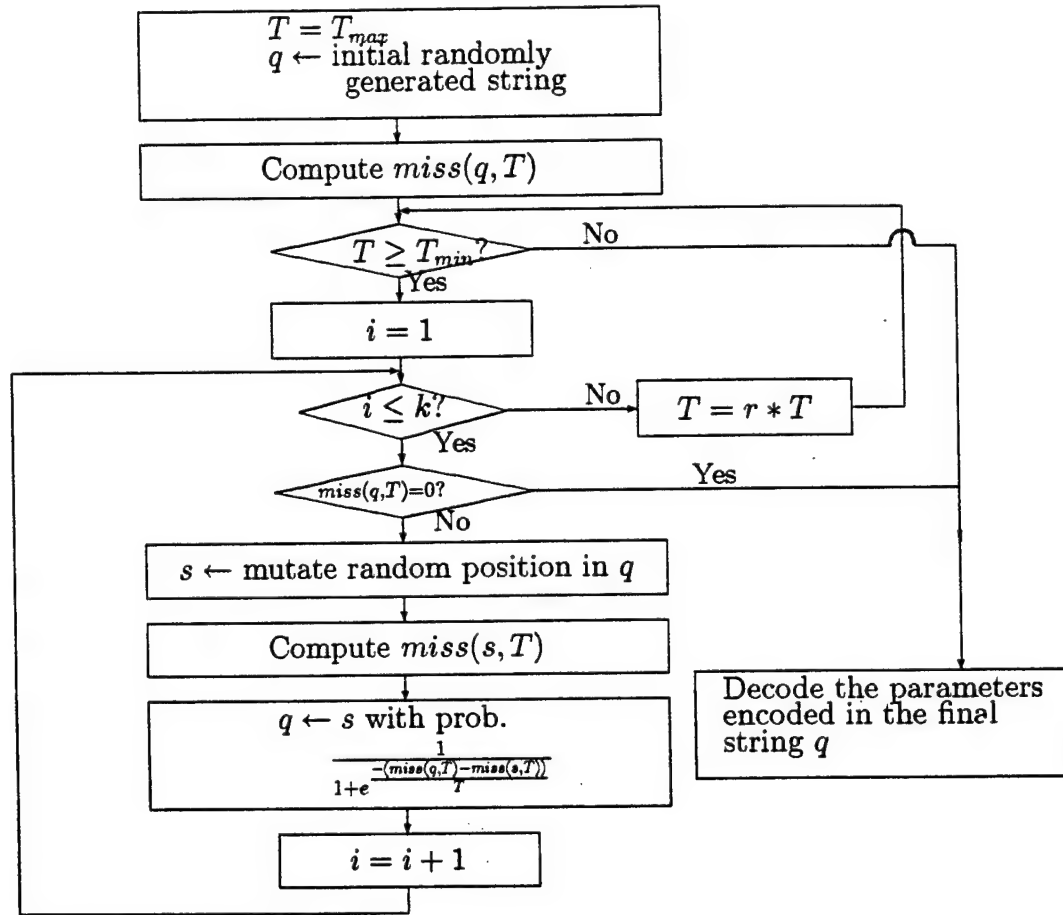 T = T_max
q ← initial randomly
generated string
Compute miss(q, T)
T ≥ T_min?
No
Yes
i = 1
i ≤ k?
No
T = r * T
Yes
miss(q,T)=0?
Yes
No
s ← mutate random position in q
Compute miss(s, T)
q ← s with prob.
1
1+e
-(miss(q,T)-miss(s,T))
T
Decode the parameters
encoded in the final
string q
i = i + 1